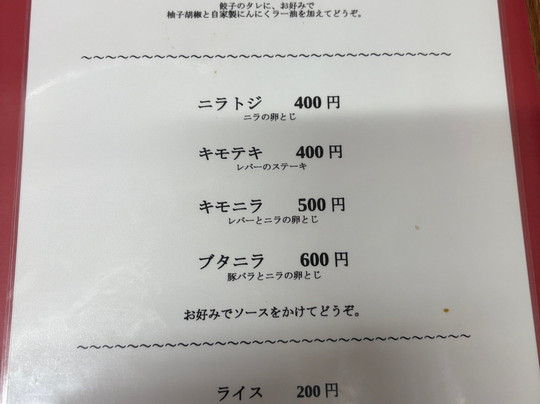 餃子のタレに、お好みで
柚子胡椒と自家製にんにくラー油を加えてどうぞ。
ニラトジ 400円
ニラの卵とじ
キモテキ 400円
レバーのステーキ
キモニラ 500円
レバーとニラの卵とじ
ブタニラ 600円
豚バラとニラの卵とじ
お好みでソースをかけてどうぞ。
ライス 200円